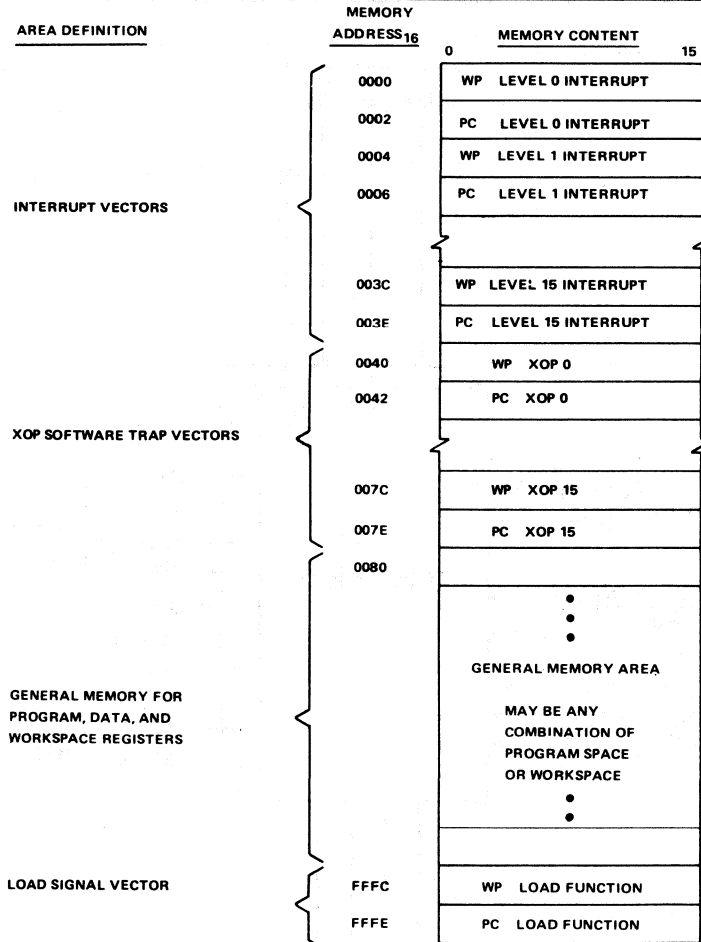 AREA DEFINITION
MEMORY
ADDRESS16
MEMORY CONTENT
0 15
0000 WP LEVEL 0 INTERRUPT
0002 PC LEVEL 0 INTERRUPT
0004 WP LEVEL 1 INTERRUPT
0006 PC LEVEL 1 INTERRUPT
INTERRUPT VECTORS
003C WP LEVEL 15 INTERRUPT
003E PC LEVEL 15 INTERRUPT
0040 WP XOP 0
0042 PC XOP 0
XOP SOFTWARE TRAP VECTORS
007C WP XOP 15
007E PC XOP 15
0080
GENERAL MEMORY AREA
GENERAL MEMORY FOR
PROGRAM, DATA, AND
WORKSPACE REGISTERS
MAY BE ANY
COMBINATION OF
PROGRAM SPACE
OR WORKSPACE
LOAD SIGNAL VECTOR
FFFC WP LOAD FUNCTION
FFFE PC LOAD FUNCTION